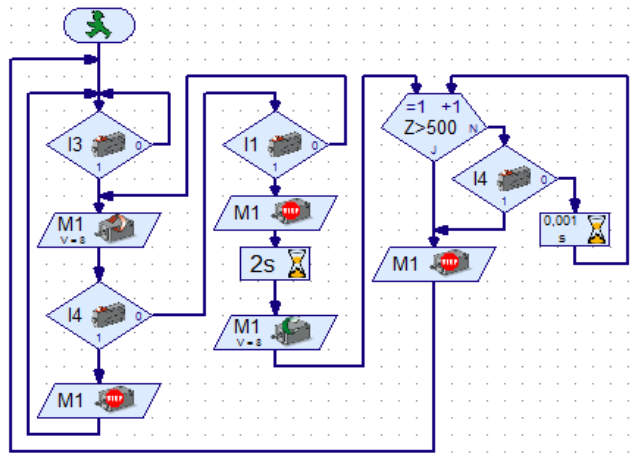 I3 0
1
M1
V = 8
I4 0
1
M1 STOP
I1 0
1
M1 STOP
2s
M1
V = 8
=1 +1
Z>500 N
J
I4 0
1
0,001
s
M1 STOP